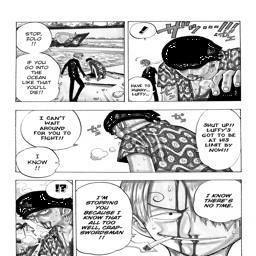 STOP,
ZOLO
!!
IF YOU
GO INTO
THE
OCEAN
LIKE THAT
YOU'LL
DIE!!
!
HAVE TO
HURRY...
LUFFY...
I CAN'T
WAIT
AROUND
FOR YOU TO
FIGHT!!
I
KNOW
!!
SHUT UP!!
LUFFY'S
GOT TO
BE AT
HIS
LIMIT BY
NOW!!
!?
I'M
STOPPING
YOU BECAUSE
I KNOW
THAT ALL
TOO
WELL, CRAP-
SWORDSMAN
!!
I KNOW
THERE'S
NO TIME.